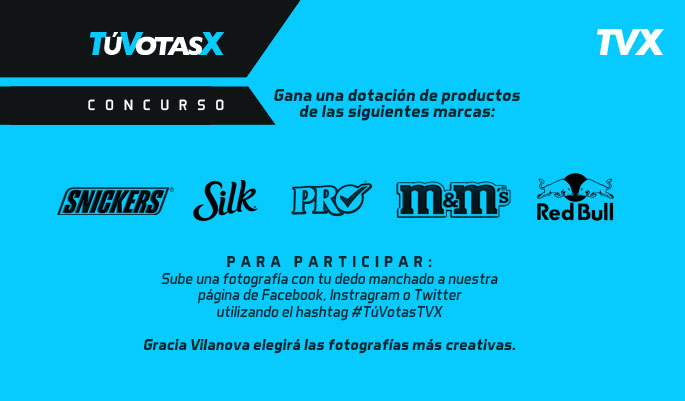 TÚVOTASX
TVX
CONCURSO
Gana una dotación de productos
de las siguientes marcas:
SNICKERS®
Silk
PRO
m&m's
Red Bull
PARA PARTICIPAR:
Sube una fotografía con tu dedo manchado a nuestra
página de Facebook, Instragram o Twitter
utilizando el hashtag #TúVotasTVX
Gracia Vilanova elegirá las fotografías más creativas.